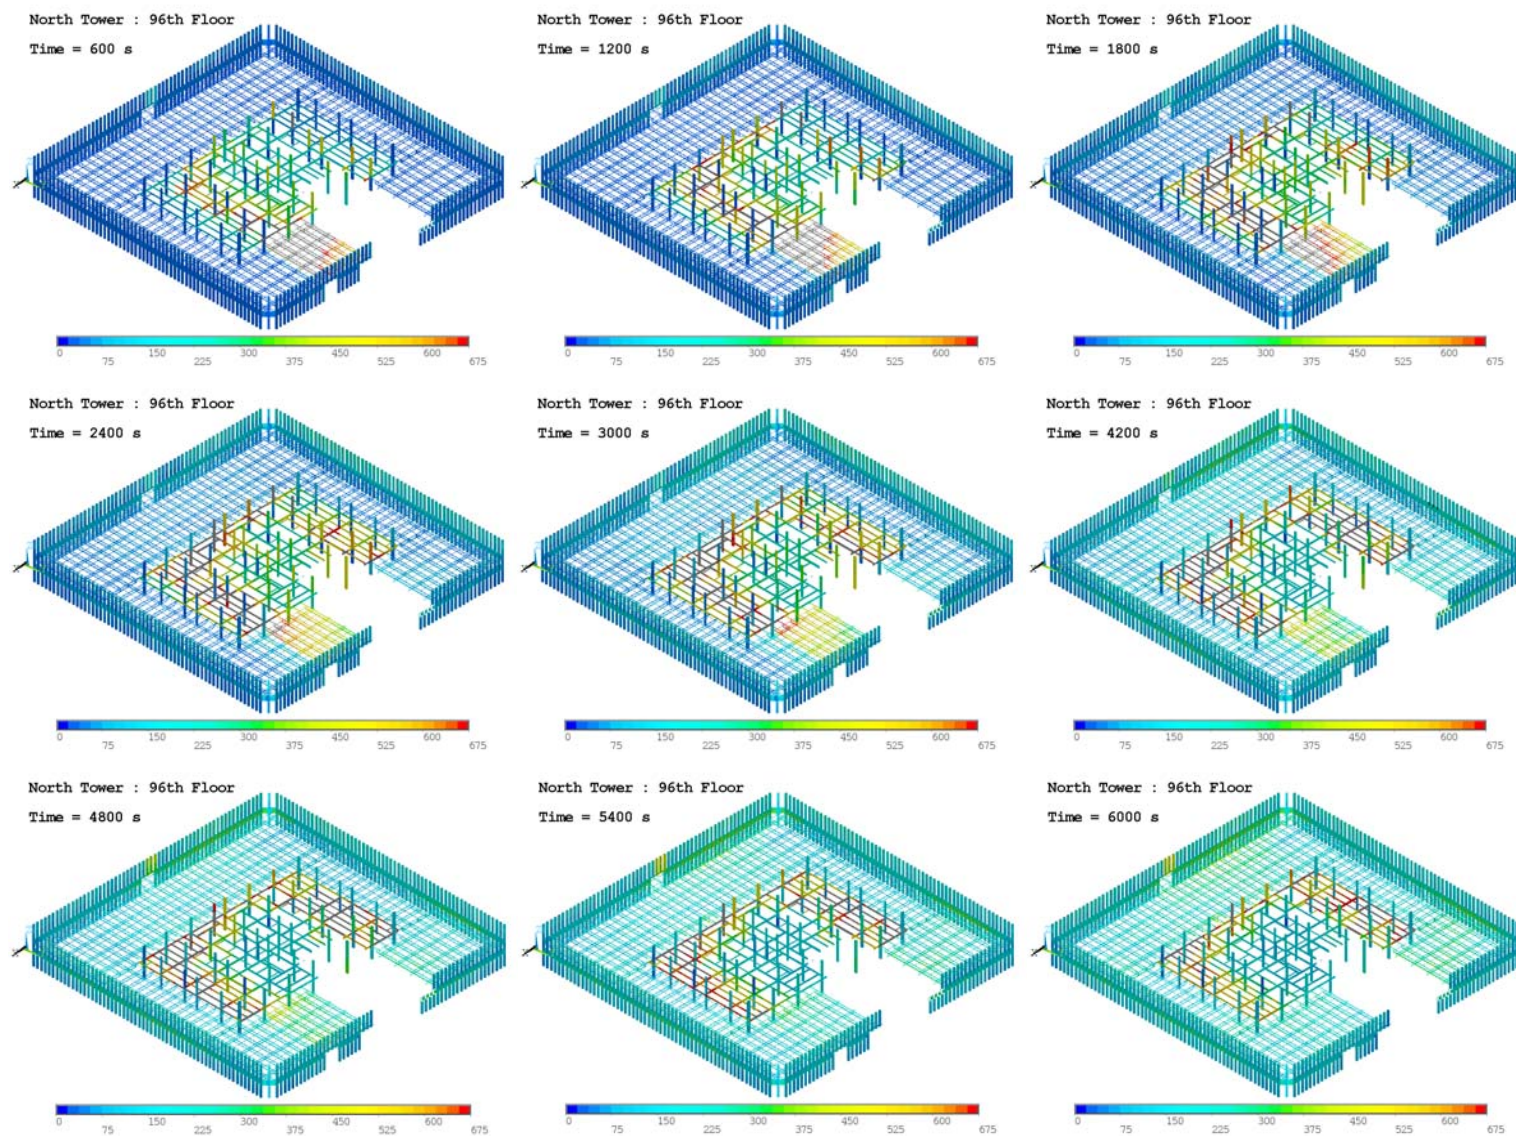 North Tower : 96th Floor
Time = 600 s
0 75 150 225 300 375 450 525 600 675
North Tower : 96th Floor
Time = 1200 s
0 75 150 225 300 375 450 525 600 675
North Tower : 96th Floor
Time = 1800 s
0 75 150 225 300 375 450 525 600 675
North Tower : 96th Floor
Time = 2400 s
0 75 150 225 300 375 450 525 600 675
North Tower : 96th Floor
Time = 3000 s
0 75 150 225 300 375 450 525 600 675
North Tower : 96th Floor
Time = 4200 s
0 75 150 225 300 375 450 525 600 675
North Tower : 96th Floor
Time = 4800 s
0 75 150 225 300 375 450 525 600 675
North Tower : 96th Floor
Time = 5400 s
0 75 150 225 300 375 450 525 600 675
North Tower : 96th Floor
Time = 6000 s
0 75 150 225 300 375 450 525 600 675